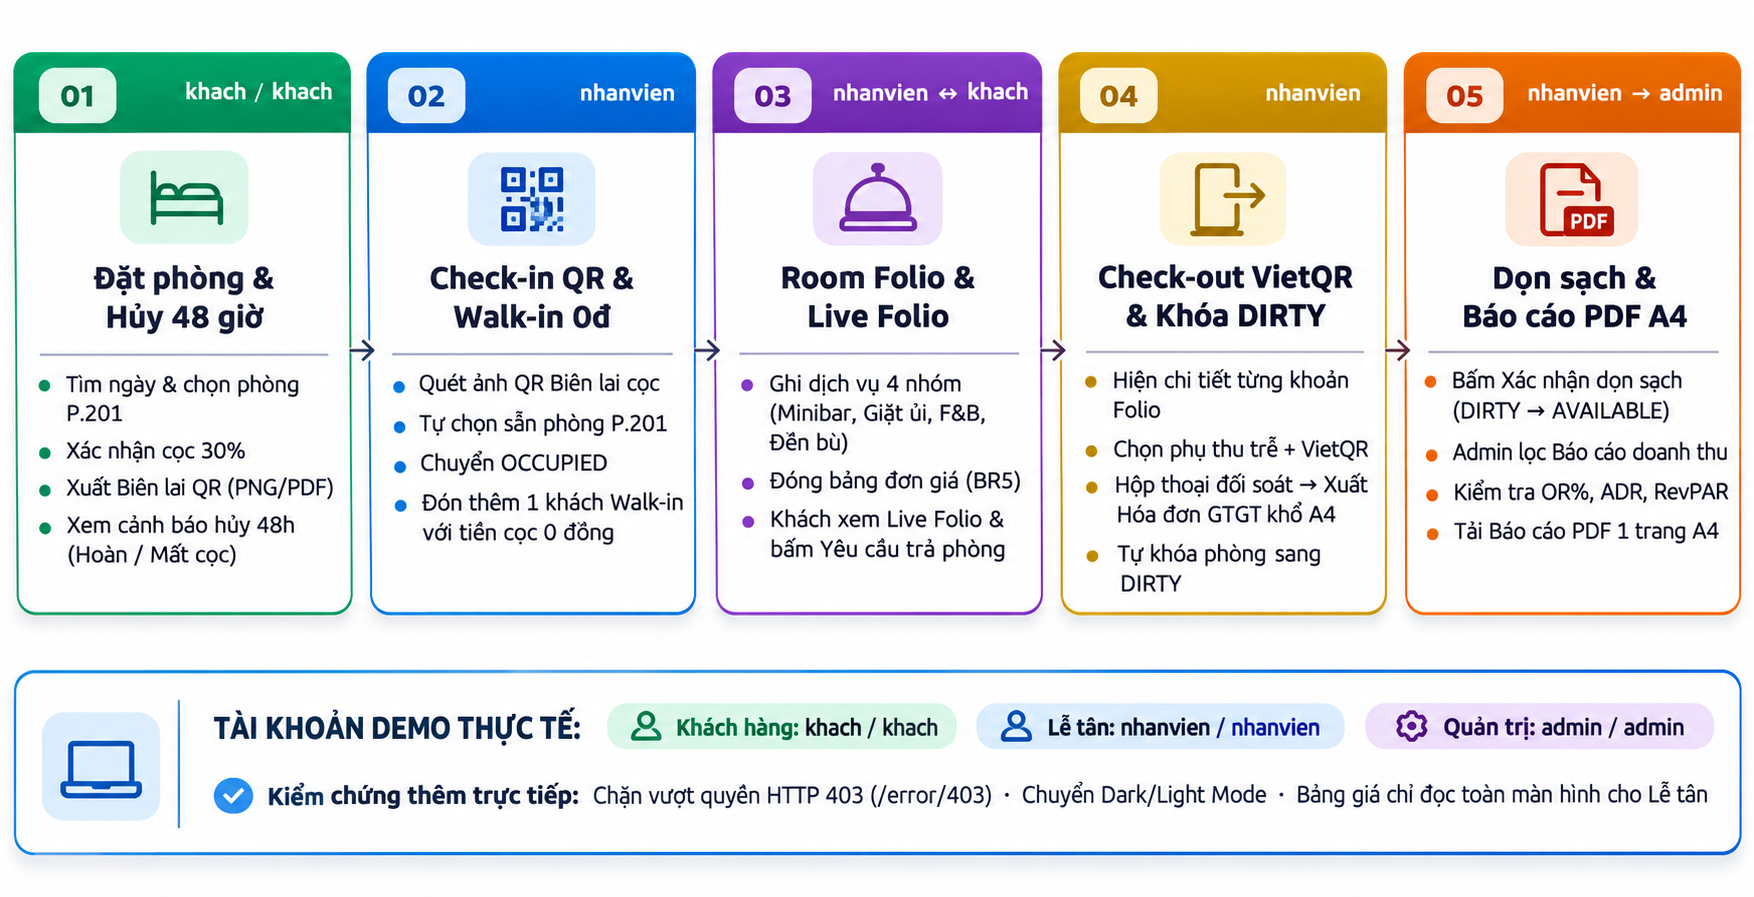 01
khach / khach
Đặt phòng &
Hủy 48 giờ
Tìm ngày & chọn phòng
P.201
Xác nhận cọc 30%
Xuất Biên lai QR (PNG/PDF)
Xem cảnh báo hủy 48h
(Hoàn / Mất cọc)
02
nhanvien
Check-in QR &
Walk-in 0đ
Quét ảnh QR Biên lai cọc
Tự chọn sẵn phòng P.201
Chuyển OCCUPIED
Đón thêm 1 khách Walk-in
với tiền cọc 0 đồng
03
nhanvien ↔ khach
Room Folio &
Live Folio
Ghi dịch vụ 4 nhóm
(Minibar, Giặt ủi, F&B,
Đền bù)
Đóng bảng đơn giá (BR5)
Khách xem Live Folio &
bấm Yêu cầu trả phòng
04
nhanvien
Check-out VietQR
& Khóa DIRTY
Hiện chi tiết từng khoản
Folio
Chọn phụ thu trễ + VietQR
Hộp thoại đối soát → Xuất
Hóa đơn GTGT khổ A4
Tự khóa phòng sang
DIRTY
05
nhanvien → admin
PDF
Dọn sạch &
Báo cáo PDF A4
Bấm Xác nhận dọn sạch
(DIRTY → AVAILABLE)
Admin lọc Báo cáo doanh thu
Kiểm tra OR%, ADR, RevPAR
Tải Báo cáo PDF 1 trang A4
TÀI KHOẢN DEMO THỰC TẾ:
Khách hàng: khach / khach
Lễ tân: nhanvien / nhanvien
Quản trị: admin / admin
Kiểm chứng thêm trực tiếp: Chặn vượt quyền HTTP 403 (/error/403) · Chuyển Dark/Light Mode · Bảng giá chỉ đọc toàn màn hình cho Lễ tân